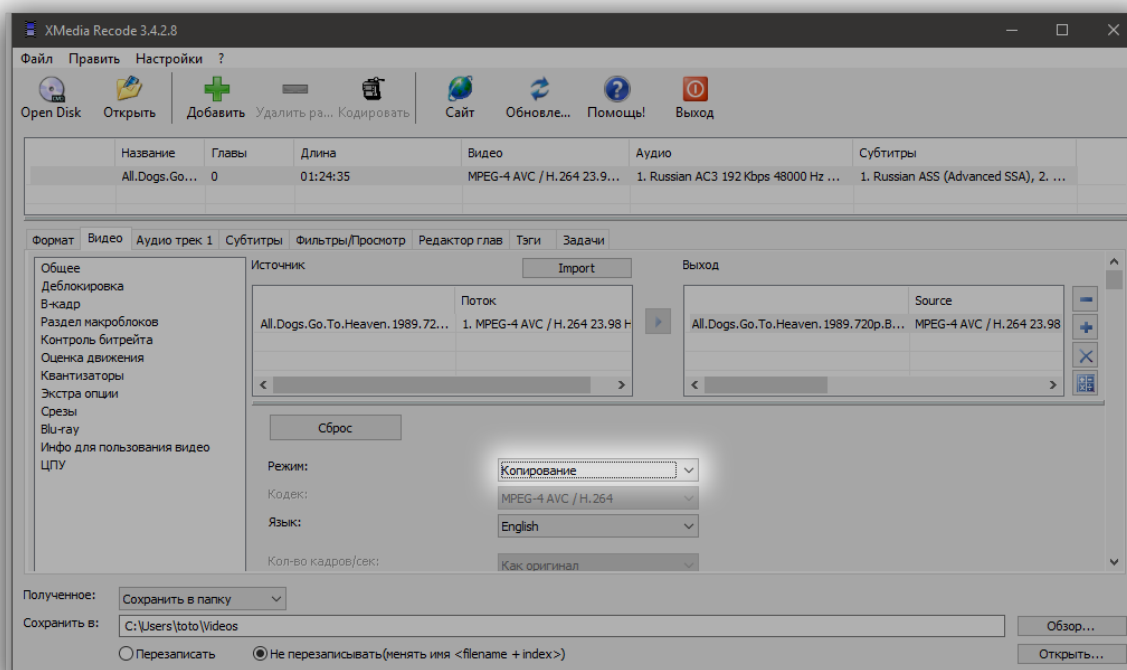 XMedia Recode 3.4.2.8
Файл Править Настройки ?
Open Disk Открыть Добавить Удалить ра... Кодировать Сайт Обновле... Помощь! Выход
Название Главы Длина Видео Аудио Субтитры
All.Dogs.Go... 0 01:24:35 MPEG-4 AVC / H.264 23.9... 1. Russian AC3 192 Kbps 48000 Hz ... 1. Russian ASS (Advanced SSA), 2. ...
Формат Видео Аудио трек 1 Субтитры Фильтры/Просмотр Редактор глав Тэги Задачи
Общее
Деблокировка
В-кадр
Раздел макроблоков
Контроль битрейта
Оценка движения
Квантизаторы
Экстра опции
Срезы
Blu-ray
Инфо для пользования видео
ЦПУ
Источник Import Выход
Поток Source
All.Dogs.Go.To.Heaven.1989.72... 1. MPEG-4 AVC / H.264 23.98 H All.Dogs.Go.To.Heaven.1989.720p.B... MPEG-4 AVC / H.264 23.98
Сброс
Режим: Копирование
Кодек: MPEG-4 AVC / H.264
Язык: English
Кол-во кадров/сек: Как оригинал
Полученное: Сохранить в папку
Сохранить в: C:\Users\toto\Videos Обзор...
Перезаписать Не перезаписывать(менять имя <filename + index>) Открыть...